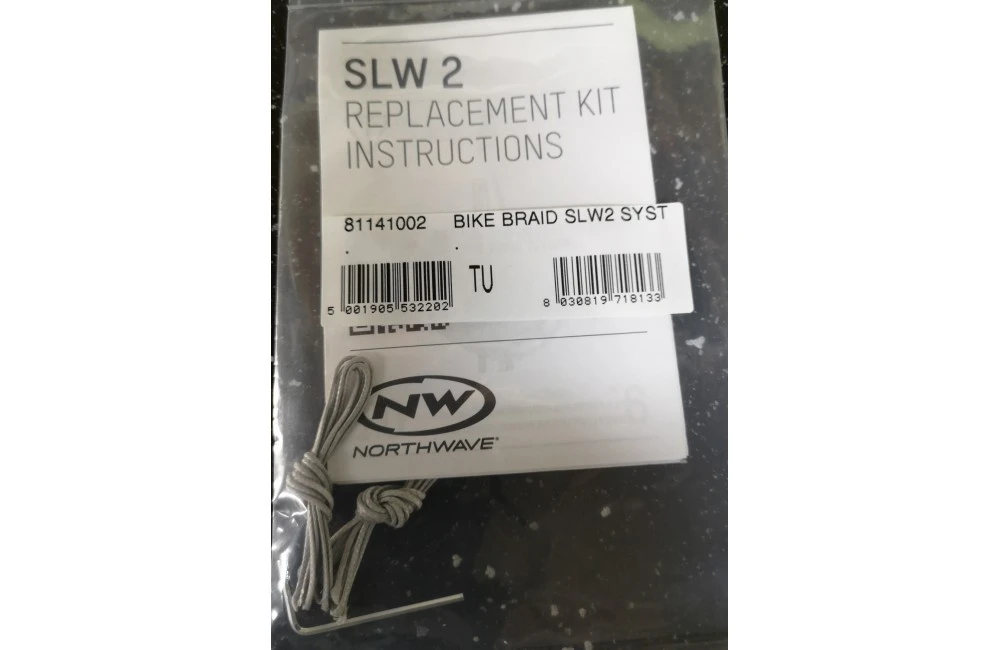 SLW 2
REPLACEMENT KIT
INSTRUCTIONS
81141002 BIKE BRAID SLW2 SYST
. .
TU
5 001905 532202
8 030819 718133
NW
NORTHWAVE®